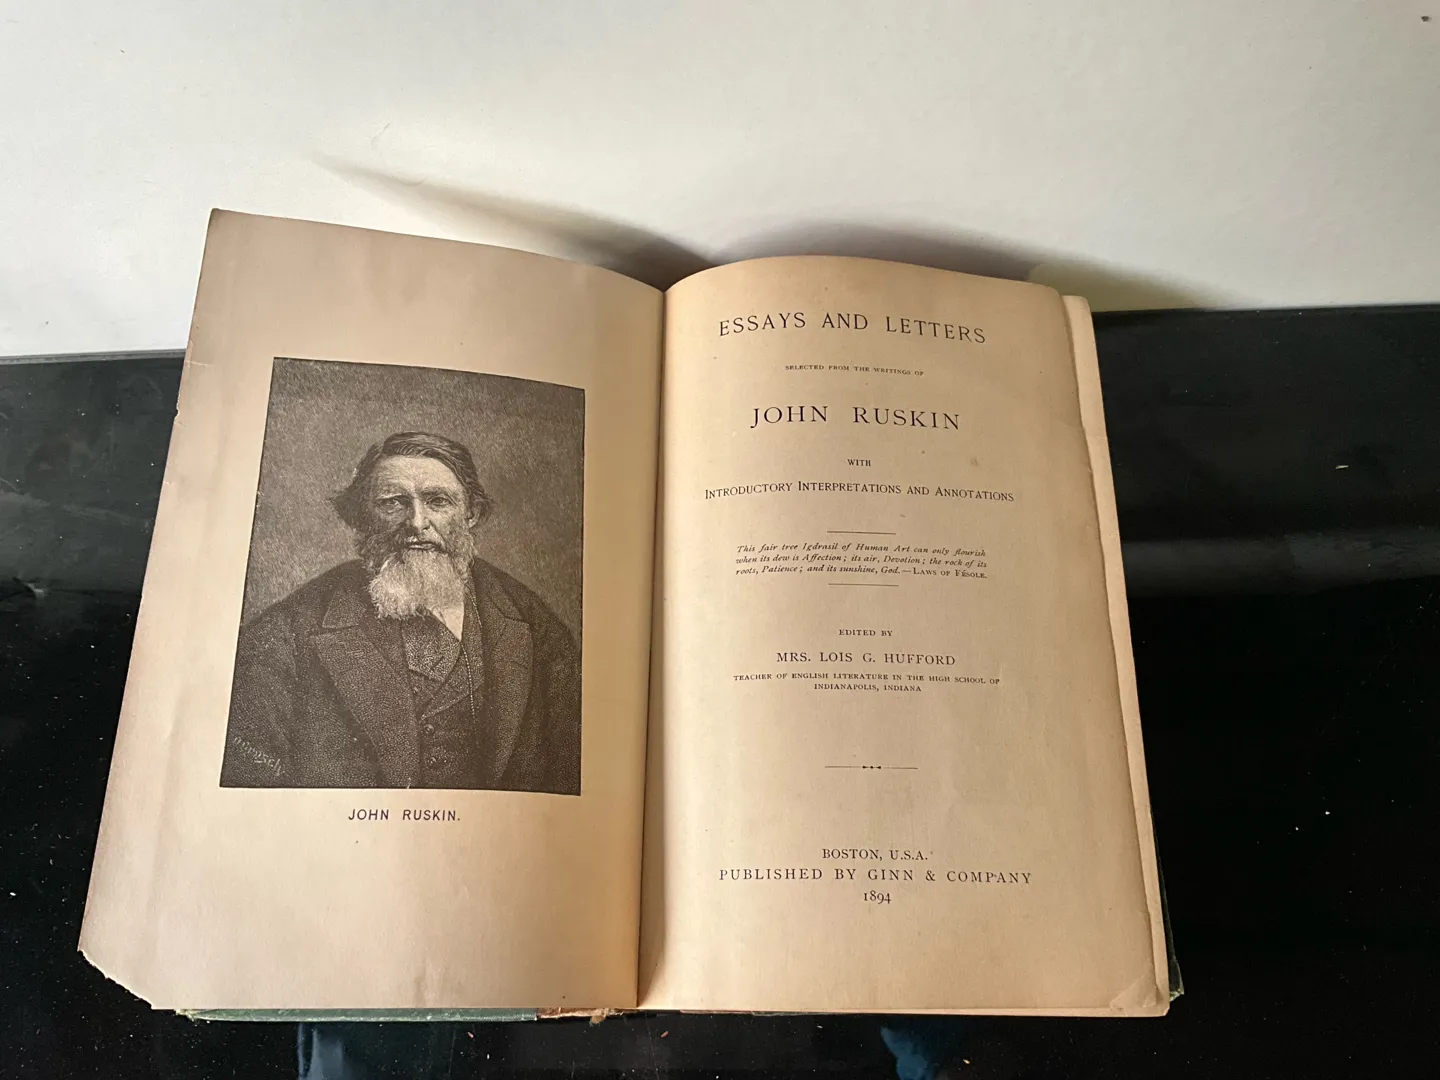 JOHN RUSKIN.
ESSAYS AND LETTERS
SELECTED FROM THE WRITINGS OF
JOHN RUSKIN
WITH
INTRODUCTORY INTERPRETATIONS AND ANNOTATIONS
This fair tree Igdrasil of Human Art can only flourish
when its dew is Affection; its air, Devotion; the rock of its
roots, Patience; and its sunshine, God. — LAWS OF FÉSOLE.
EDITED BY
MRS. LOIS G. HUFFORD
TEACHER OF ENGLISH LITERATURE IN THE HIGH SCHOOL OF
INDIANAPOLIS, INDIANA
BOSTON, U.S.A.
PUBLISHED BY GINN & COMPANY
1894